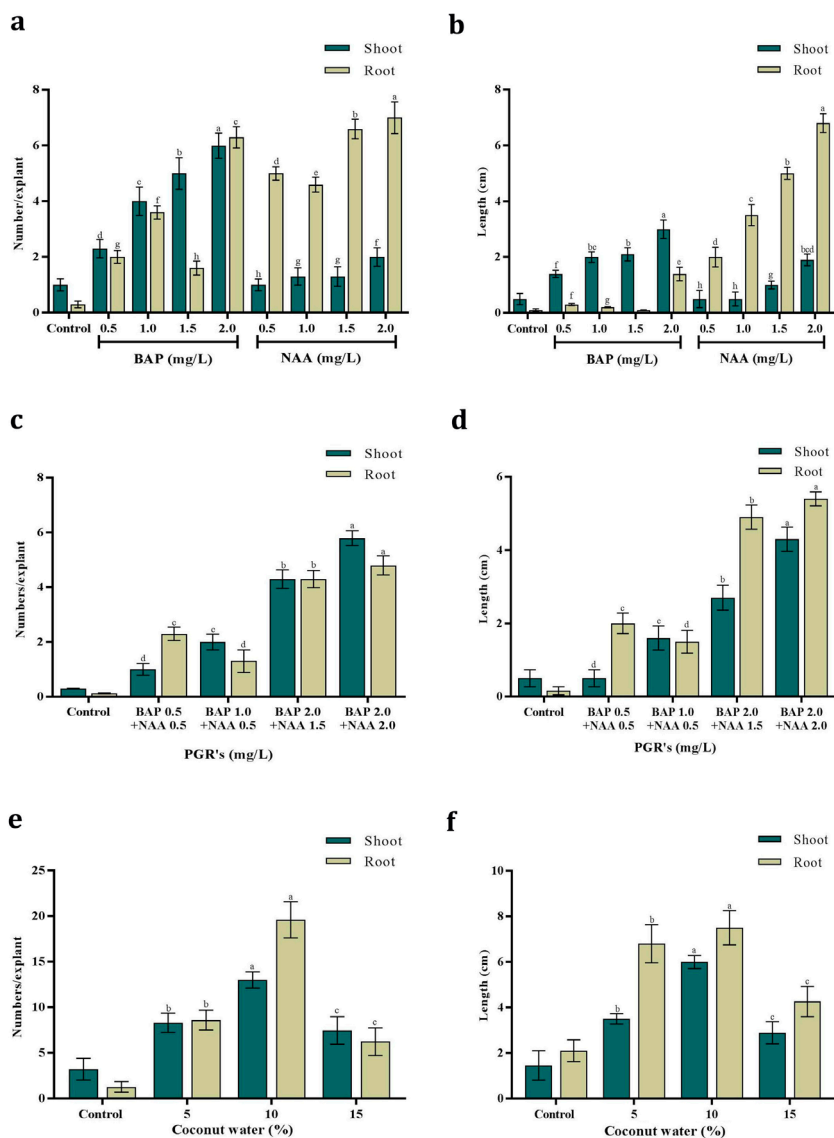 a
Shoot
Root
Number/explant
8
6
4
2
0
d
g
c
f
b
h
a
c
h
d
i
e
g
b
f
a
Control
0.5
1.0
1.5
2.0
0.5
1.0
1.5
2.0
BAP (mg/L)
NAA (mg/L)
b
Shoot
Root
Length (cm)
8
6
4
2
0
f
f
bc
g
b
a
e
h
d
h
c
g
b
bcd
a
Control
0.5
1.0
1.5
2.0
0.5
1.0
1.5
2.0
BAP (mg/L)
NAA (mg/L)
c
Shoot
Root
Numbers/explant
8
6
4
2
0
d
c
c
d
b
b
a
a
Control
BAP 0.5
+NAA 0.5
BAP 1.0
+NAA 0.5
BAP 2.0
+NAA 1.5
BAP 2.0
+NAA 2.0
PGR's (mg/L)
d
Shoot
Root
Length (cm)
6
4
2
0
d
c
c
d
b
b
a
a
Control
BAP 0.5
+NAA 0.5
BAP 1.0
+NAA 0.5
BAP 2.0
+NAA 1.5
BAP 2.0
+NAA 2.0
PGR's (mg/L)
e
Shoot
Root
Numbers/explant
25
20
15
10
5
0
b
b
a
a
c
c
Control
5
10
15
Coconut water (%)
f
Shoot
Root
Length (cm)
10
8
6
4
2
0
b
b
a
a
c
c
Control
5
10
15
Coconut water (%)